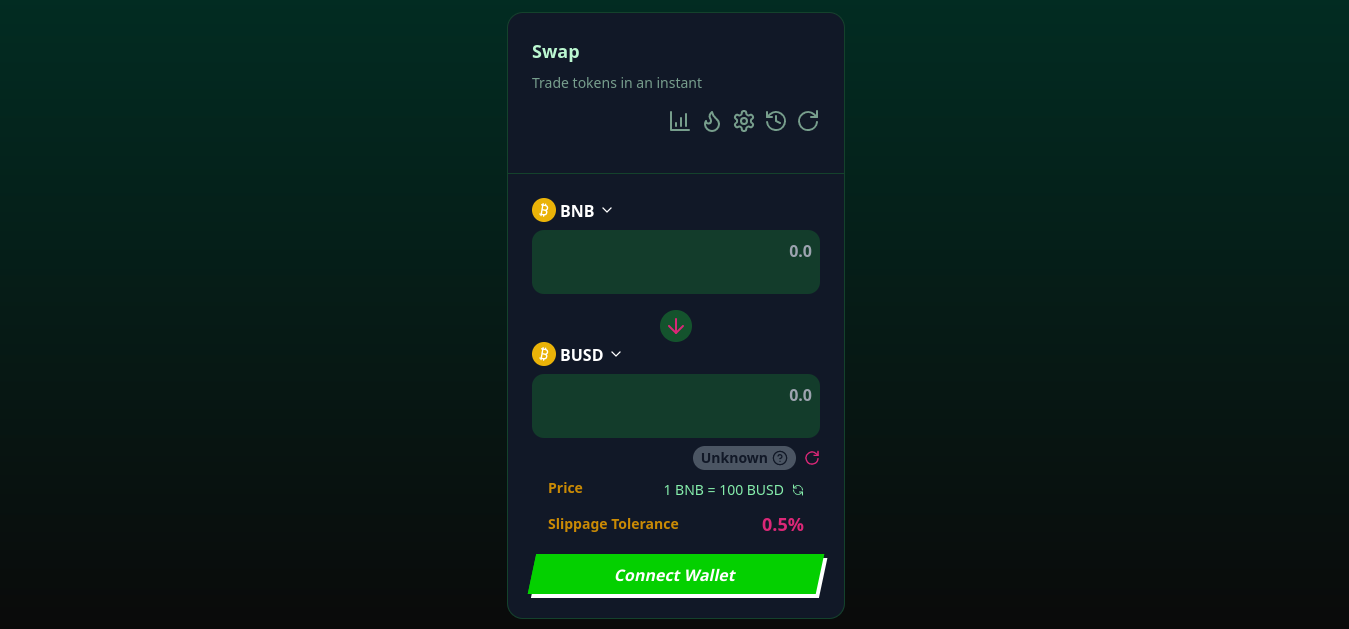 Swap
Trade tokens in an instant
BNB
0.0
BUSD
0.0
Unknown
Price 1 BNB = 100 BUSD
Slippage Tolerance 0.5%
Connect Wallet